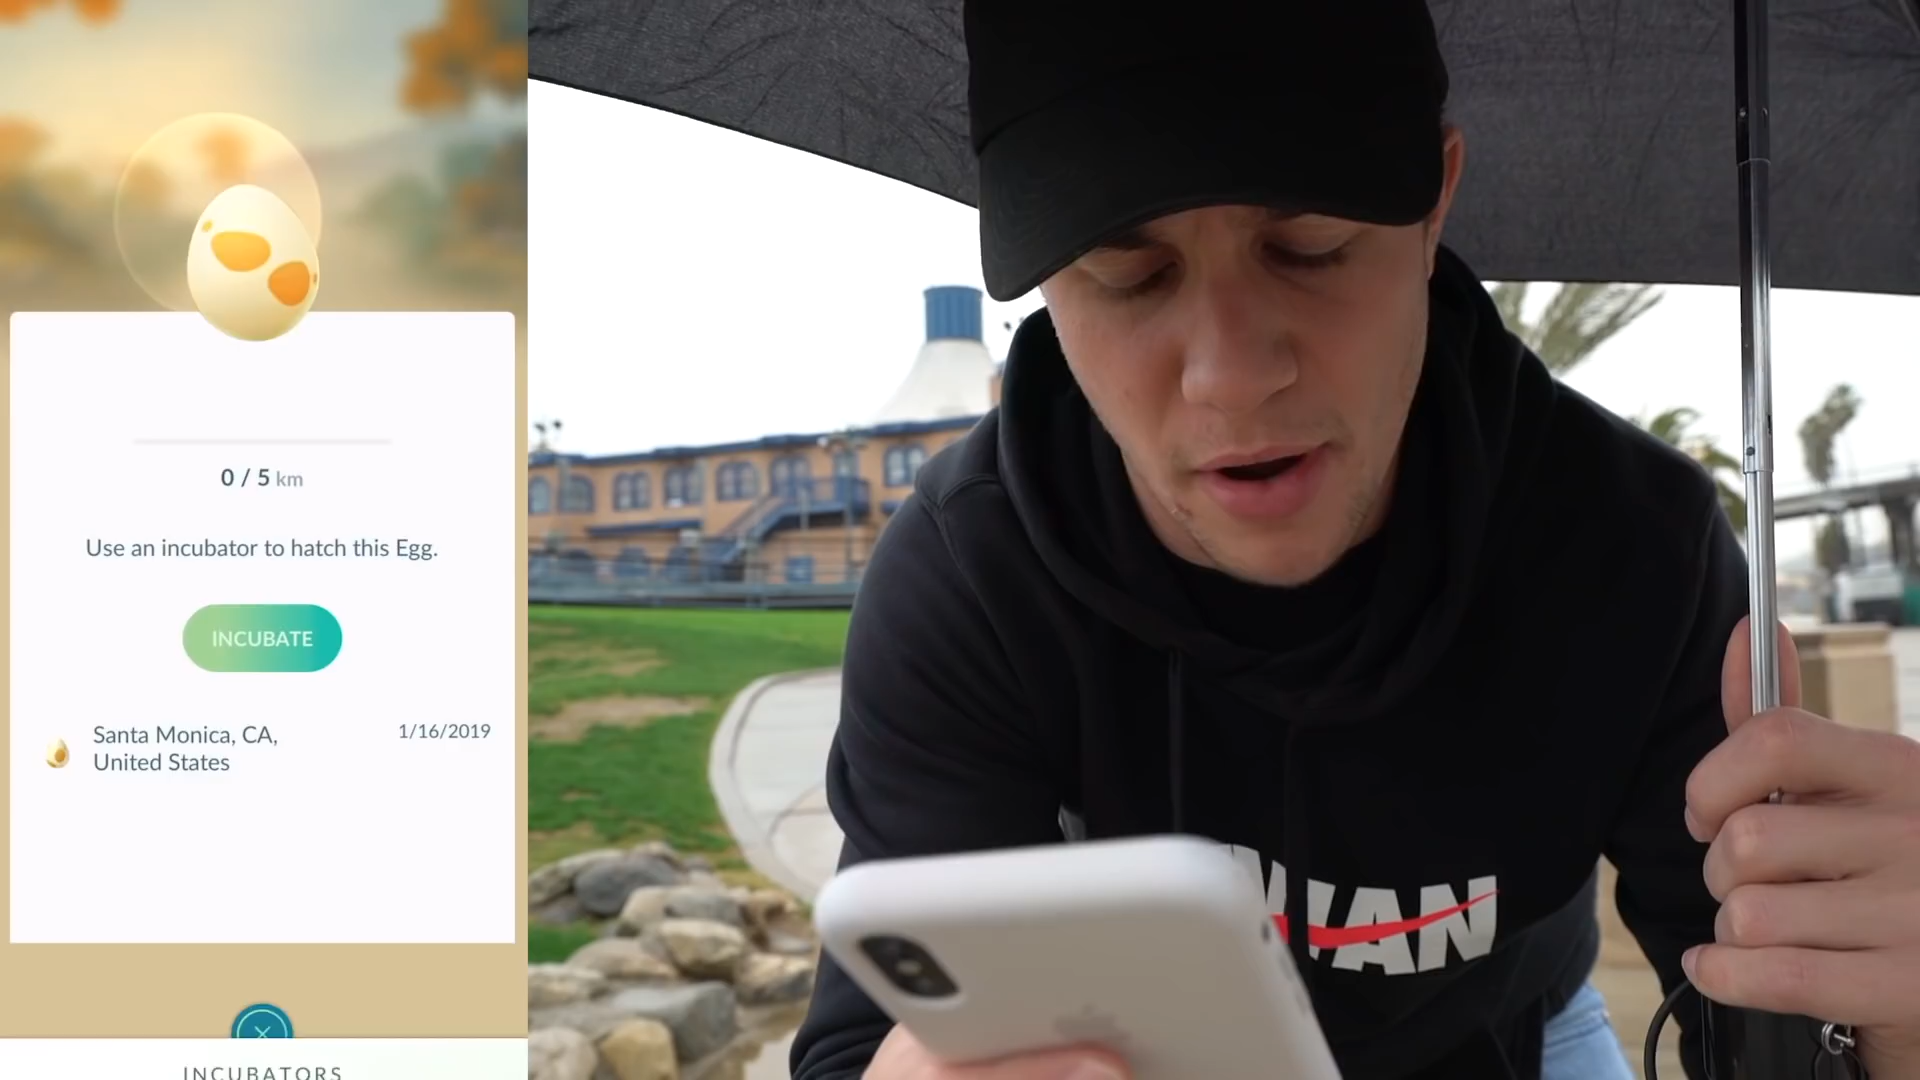 0 / 5 km
Use an incubator to hatch this Egg.
INCUBATE
Santa Monica, CA,
United States
1/16/2019
INCUBATORS